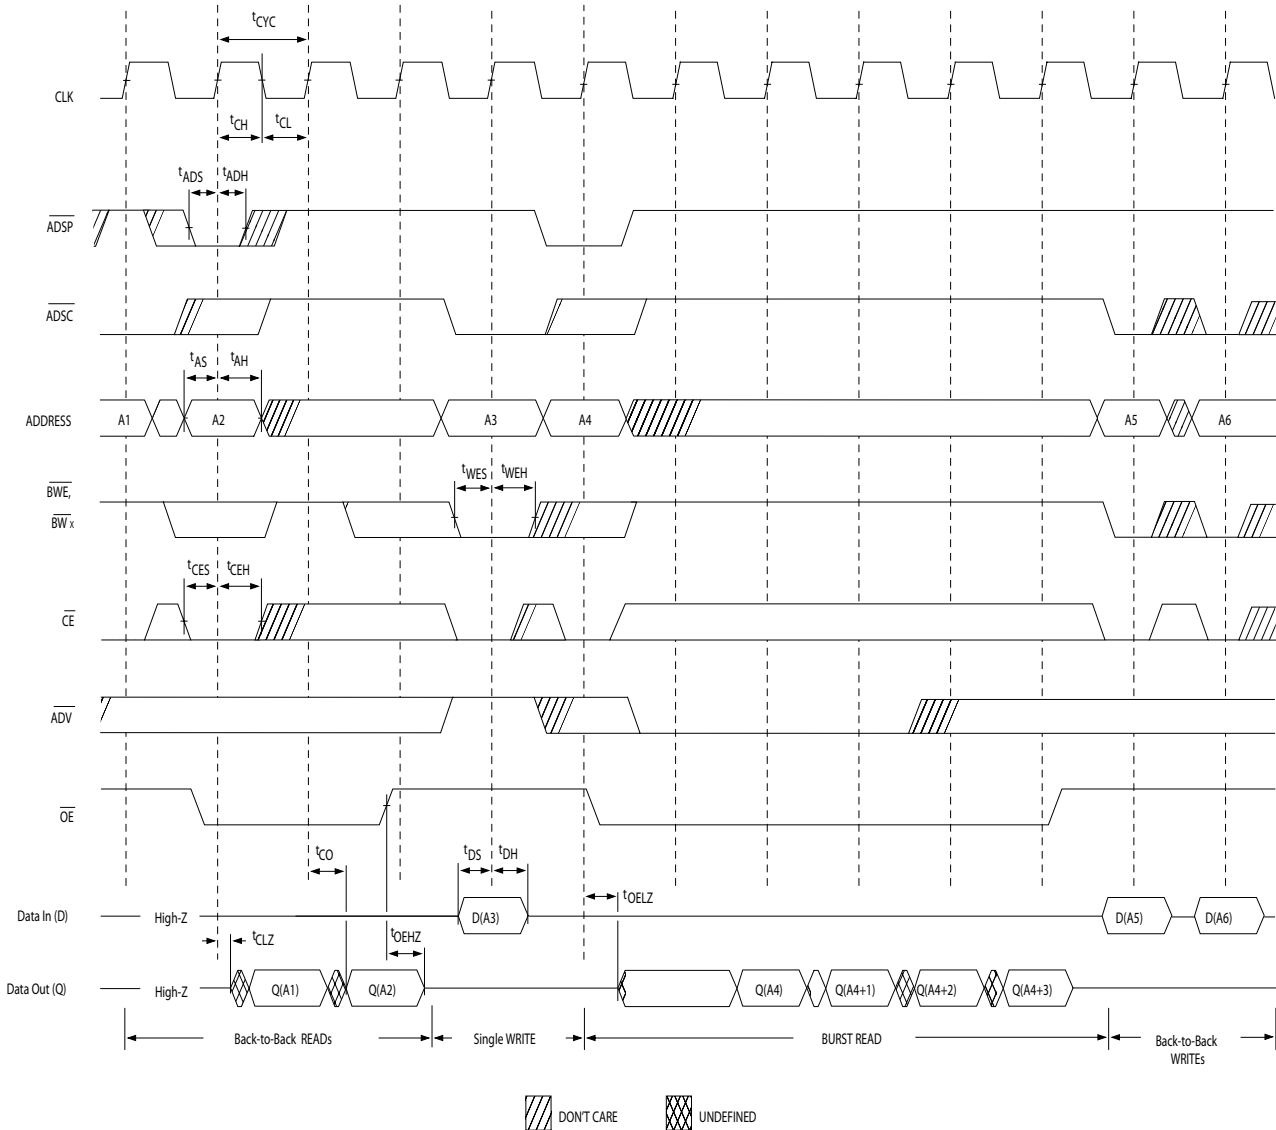 tCYC
CLK
tCH tCL
tADS tADH
ADSP
ADSC
tAS tAH
ADDRESS A1 A2 A3 A4 A5 A6
tWES tWEH
BWE,
BW x
tCES tCEH
CE
ADV
OE
tCO tDS tDH
tOELZ
Data In (D) High-Z D(A3) D(A5) D(A6)
tCLZ tOEHZ
Data Out (Q) High-Z Q(A1) Q(A2) Q(A4) Q(A4+1) Q(A4+2) Q(A4+3)
Back-to-Back READs Single WRITE BURST READ Back-to-Back
WRITEs
DON'T CARE UNDEFINED